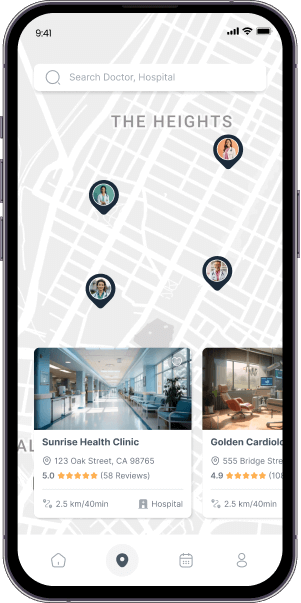 9:41
Search Doctor, Hospital
THE HEIGHTS
Sunrise Health Clinic
123 Oak Street, CA 98765
5.0 (58 Reviews)
2.5 km/40min Hospital
Golden Cardiolo
555 Bridge Stre
4.9 (108
2.5 km/40min
AL